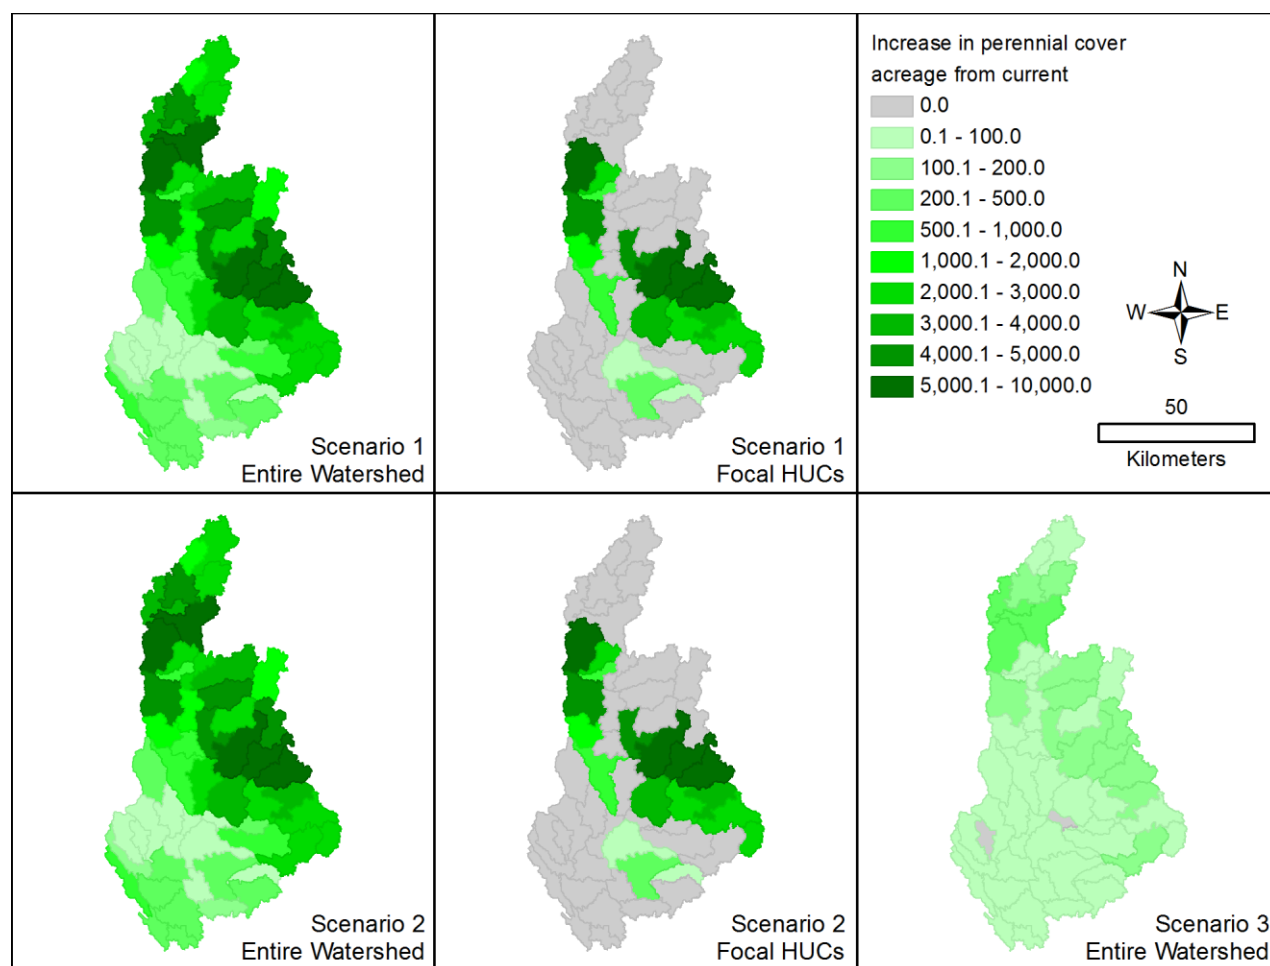 Scenario 1
Entire Watershed
Scenario 1
Focal HUCs
Increase in perennial cover
acreage from current
0.0
0.1 - 100.0
100.1 - 200.0
200.1 - 500.0
500.1 - 1,000.0
1,000.1 - 2,000.0
2,000.1 - 3,000.0
3,000.1 - 4,000.0
4,000.1 - 5,000.0
5,000.1 - 10,000.0
N
W E
S
50
Kilometers
Scenario 2
Entire Watershed
Scenario 2
Focal HUCs
Scenario 3
Entire Watershed